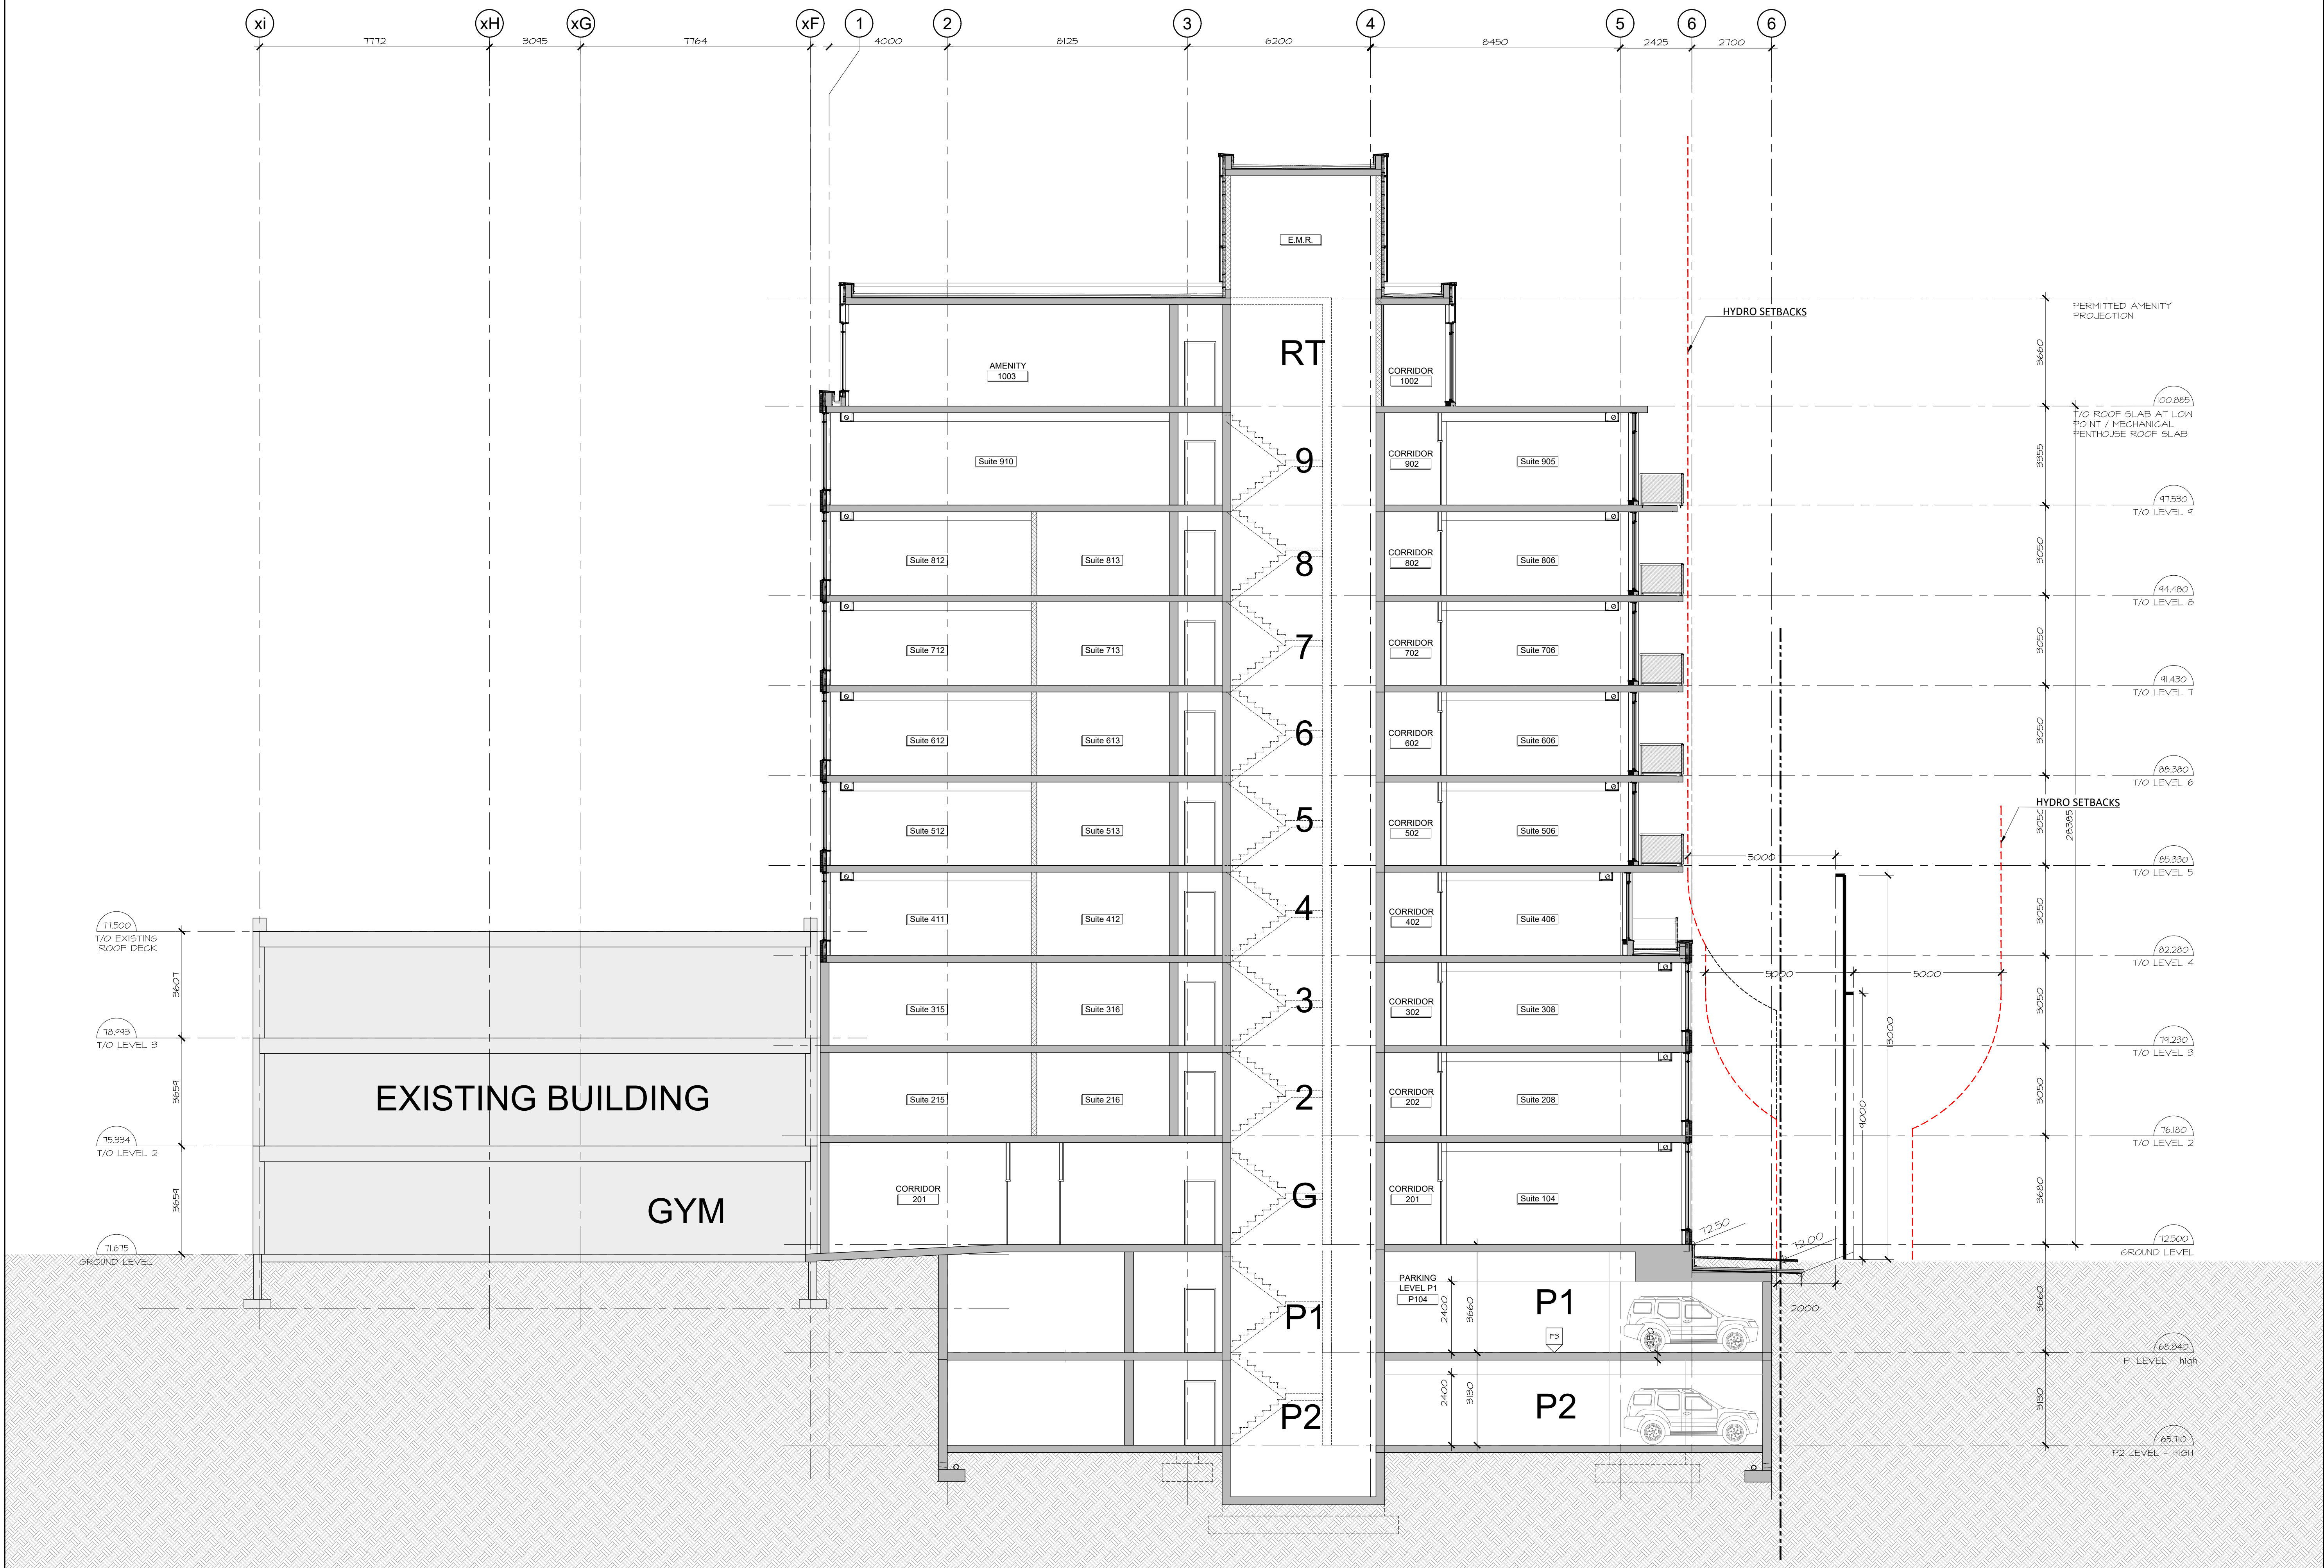 xi
xH
xG
xF
1
2
3
4
5
6
6
7772
3095
7764
4000
8125
6200
8450
2425
2700
E.M.R.
HYDRO SETBACKS
PERMITTED AMENITY
PROJECTION
3660
RT
AMENITY
1003
CORRIDOR
1002
100.885
T/O ROOF SLAB AT LOW
POINT / MECHANICAL
PENTHOUSE ROOF SLAB
3355
Suite 910
9
CORRIDOR
902
Suite 905
97.530
T/O LEVEL 9
3050
Suite 812
Suite 813
8
CORRIDOR
802
Suite 806
94.480
T/O LEVEL 8
3050
Suite 712
Suite 713
7
CORRIDOR
702
Suite 706
91.430
T/O LEVEL 7
3050
Suite 612
Suite 613
6
CORRIDOR
602
Suite 606
88.380
T/O LEVEL 6
HYDRO SETBACKS
3050
28385
Suite 512
Suite 513
5
CORRIDOR
502
Suite 506
5000
85.330
T/O LEVEL 5
3050
Suite 411
Suite 412
4
CORRIDOR
402
Suite 406
77.500
T/O EXISTING
ROOF DECK
82.280
T/O LEVEL 4
5000
5000
3607
3050
Suite 315
Suite 316
3
CORRIDOR
302
Suite 308
13000
78.993
T/O LEVEL 3
79.230
T/O LEVEL 3
3659
EXISTING BUILDING
Suite 215
Suite 216
2
CORRIDOR
202
Suite 208
9000
3050
75.334
T/O LEVEL 2
76.180
T/O LEVEL 2
3659
GYM
CORRIDOR
201
G
CORRIDOR
201
Suite 104
3680
72.50
72.00
71.675
GROUND LEVEL
72.500
GROUND LEVEL
PARKING
LEVEL P1
P104
P1
P1
2400
3660
F3
250
2000
3660
68.840
P1 LEVEL - high
P2
P2
2400
3130
3130
65.710
P2 LEVEL - HIGH